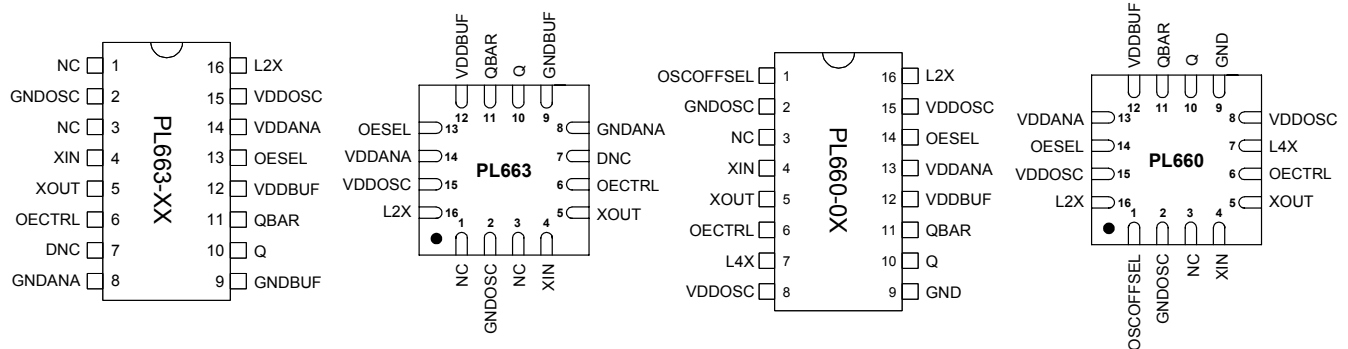 PL663-XX
NC 1
GNDOSC 2
NC 3
XIN 4
XOUT 5
OECTRL 6
DNC 7
GNDANA 8
16 L2X
15 VDDOSC
14 VDDANA
13 OESEL
12 VDDBUF
11 QBAR
10 Q
9 GNDBUF
PL663
VDDBUF 12
QBAR 11
Q 10
GNDBUF 9
OESEL 13
VDDANA 14
VDDOSC 15
L2X 16
8 GNDANA
7 DNC
6 OECTRL
5 XOUT
1 NC
2 GNDOSC
3 NC
4 XIN
PL660-0X
OSCOFFSEL 1
GNDOSC 2
NC 3
XIN 4
XOUT 5
OECTRL 6
L4X 7
VDDOSC 8
16 L2X
15 VDDOSC
14 OESEL
13 VDDANA
12 VDDBUF
11 QBAR
10 Q
9 GND
PL660
VDDBUF 12
QBAR 11
Q 10
GND 9
VDDANA 13
OESEL 14
VDDOSC 15
L2X 16
8 VDDOSC
7 L4X
6 OECTRL
5 XOUT
1 OSCOFFSEL
2 GNDOSC
3 NC
4 XIN